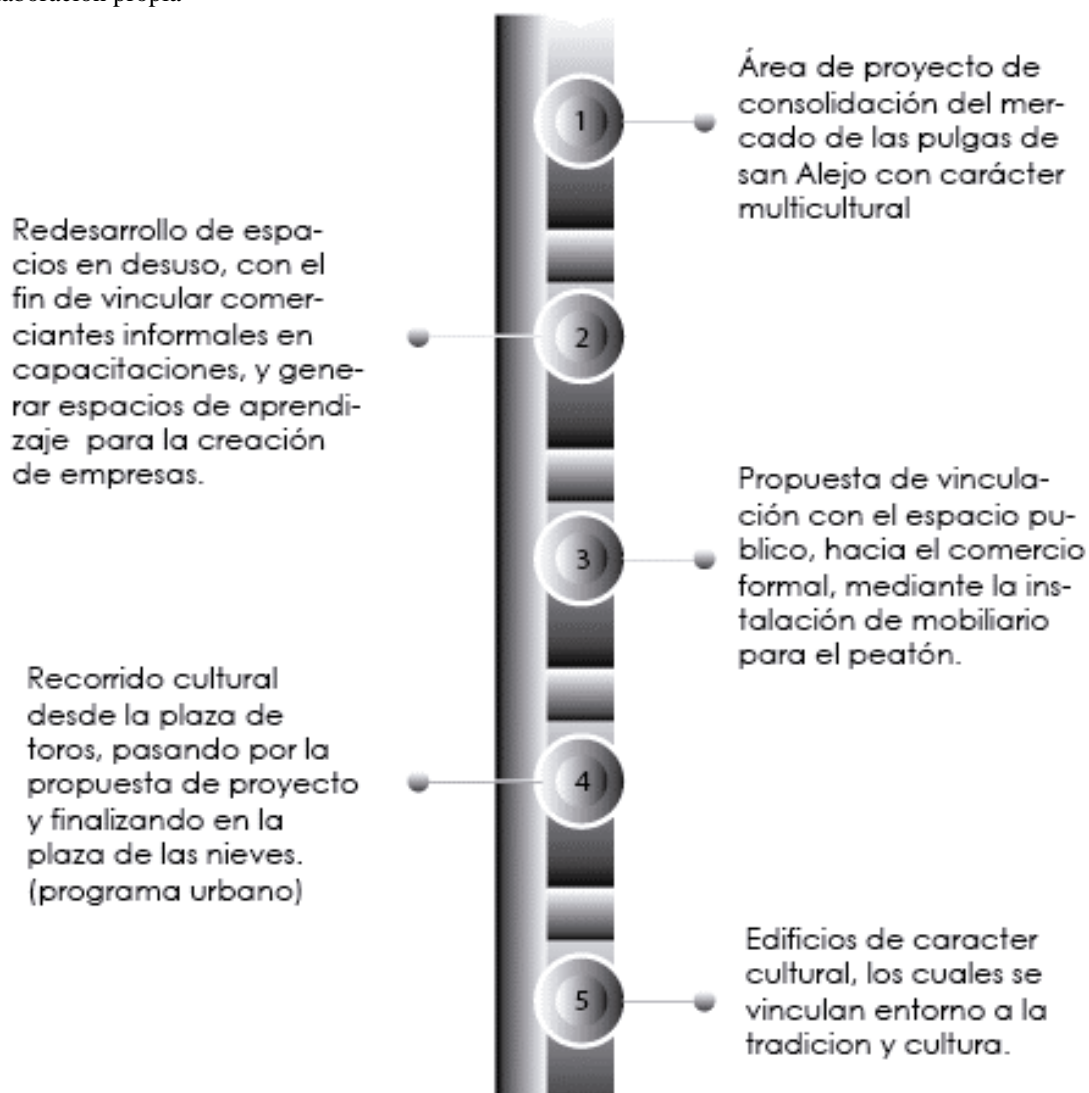 1
Área de proyecto de
consolidación del mer-
cado de las pulgas de
san Alejo con carácter
multicultural
Redesarrollo de espa-
cios en desuso, con el
fin de vincular comer-
ciantes informales en
capacitaciones, y gene-
rar espacios de aprendi-
zaje para la creación
de empresas.
2
3
Propuesta de vincula-
ción con el espacio pu-
blico, hacia el comercio
formal, mediante la ins-
talación de mobiliario
para el peatón.
Recorrido cultural
desde la plaza de
toros, pasando por la
propuesta de proyecto
y finalizando en la
plaza de las nieves.
(programa urbano)
4
5
Edificios de caracter
cultural, los cuales se
vinculan entorno a la
tradicion y cultura.